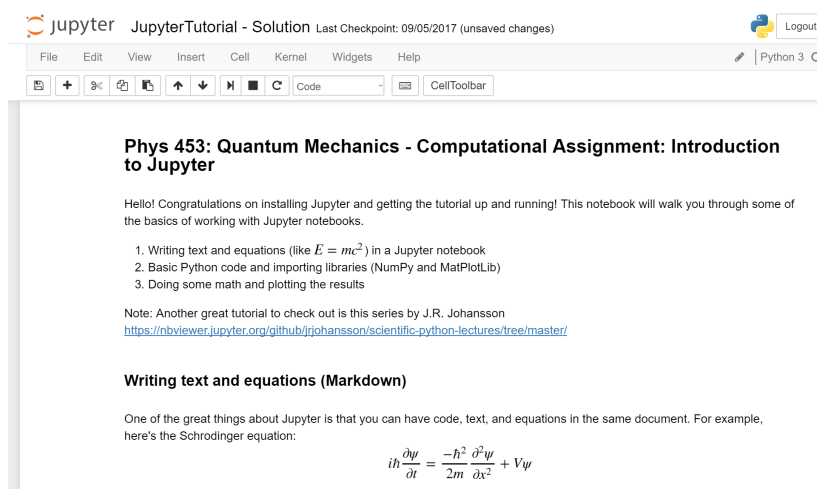 jupyter JupyterTutorial - Solution Last Checkpoint: 09/05/2017 (unsaved changes) Logout
File Edit View Insert Cell Kernel Widgets Help Python 3
Code CellToolbar
Phys 453: Quantum Mechanics - Computational Assignment: Introduction
to Jupyter
Hello! Congratulations on installing Jupyter and getting the tutorial up and running! This notebook will walk you through some of
the basics of working with Jupyter notebooks.
1. Writing text and equations (like E = mc²) in a Jupyter notebook
2. Basic Python code and importing libraries (NumPy and MatPlotLib)
3. Doing some math and plotting the results
Note: Another great tutorial to check out is this series by J.R. Johansson
https://nbviewer.jupyter.org/github/jrjohansson/scientific-python-lectures/tree/master/
Writing text and equations (Markdown)
One of the great things about Jupyter is that you can have code, text, and equations in the same document. For example,
here's the Schrodinger equation:
iħ ∂ψ/∂t = −ħ²/2m ∂²ψ/∂x² + Vψ